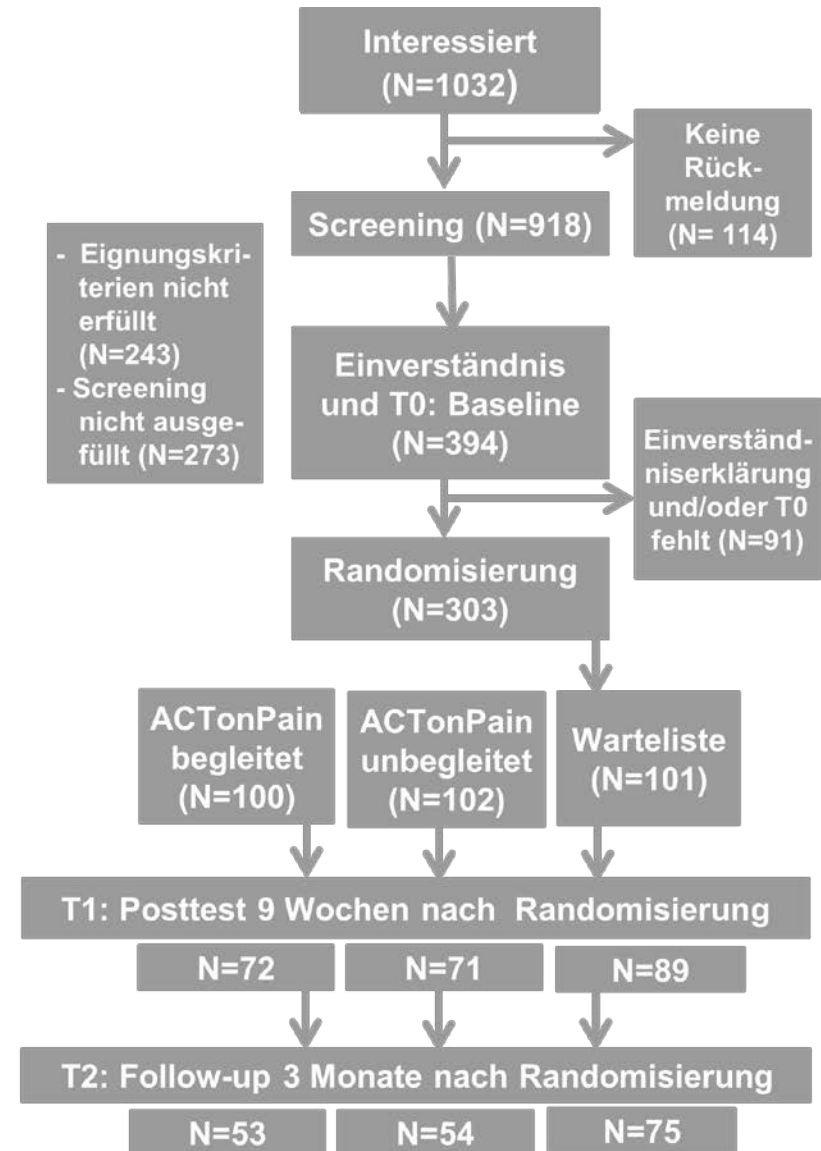 Interessiert
(N=1032)
Keine
Rück-
meldung
(N= 114)
Screening (N=918)
- Eignungskri-
terien nicht
erfüllt
(N=243)
- Screening
nicht ausge-
füllt (N=273)
Einverständnis
und T0: Baseline
(N=394)
Einverständ-
niserklärung
und/oder T0
fehlt (N=91)
Randomisierung
(N=303)
ACTonPain
begleitet
(N=100)
ACTonPain
unbegleitet
(N=102)
Warteliste
(N=101)
T1: Posttest 9 Wochen nach Randomisierung
N=72
N=71
N=89
T2: Follow-up 3 Monate nach Randomisierung
N=53
N=54
N=75